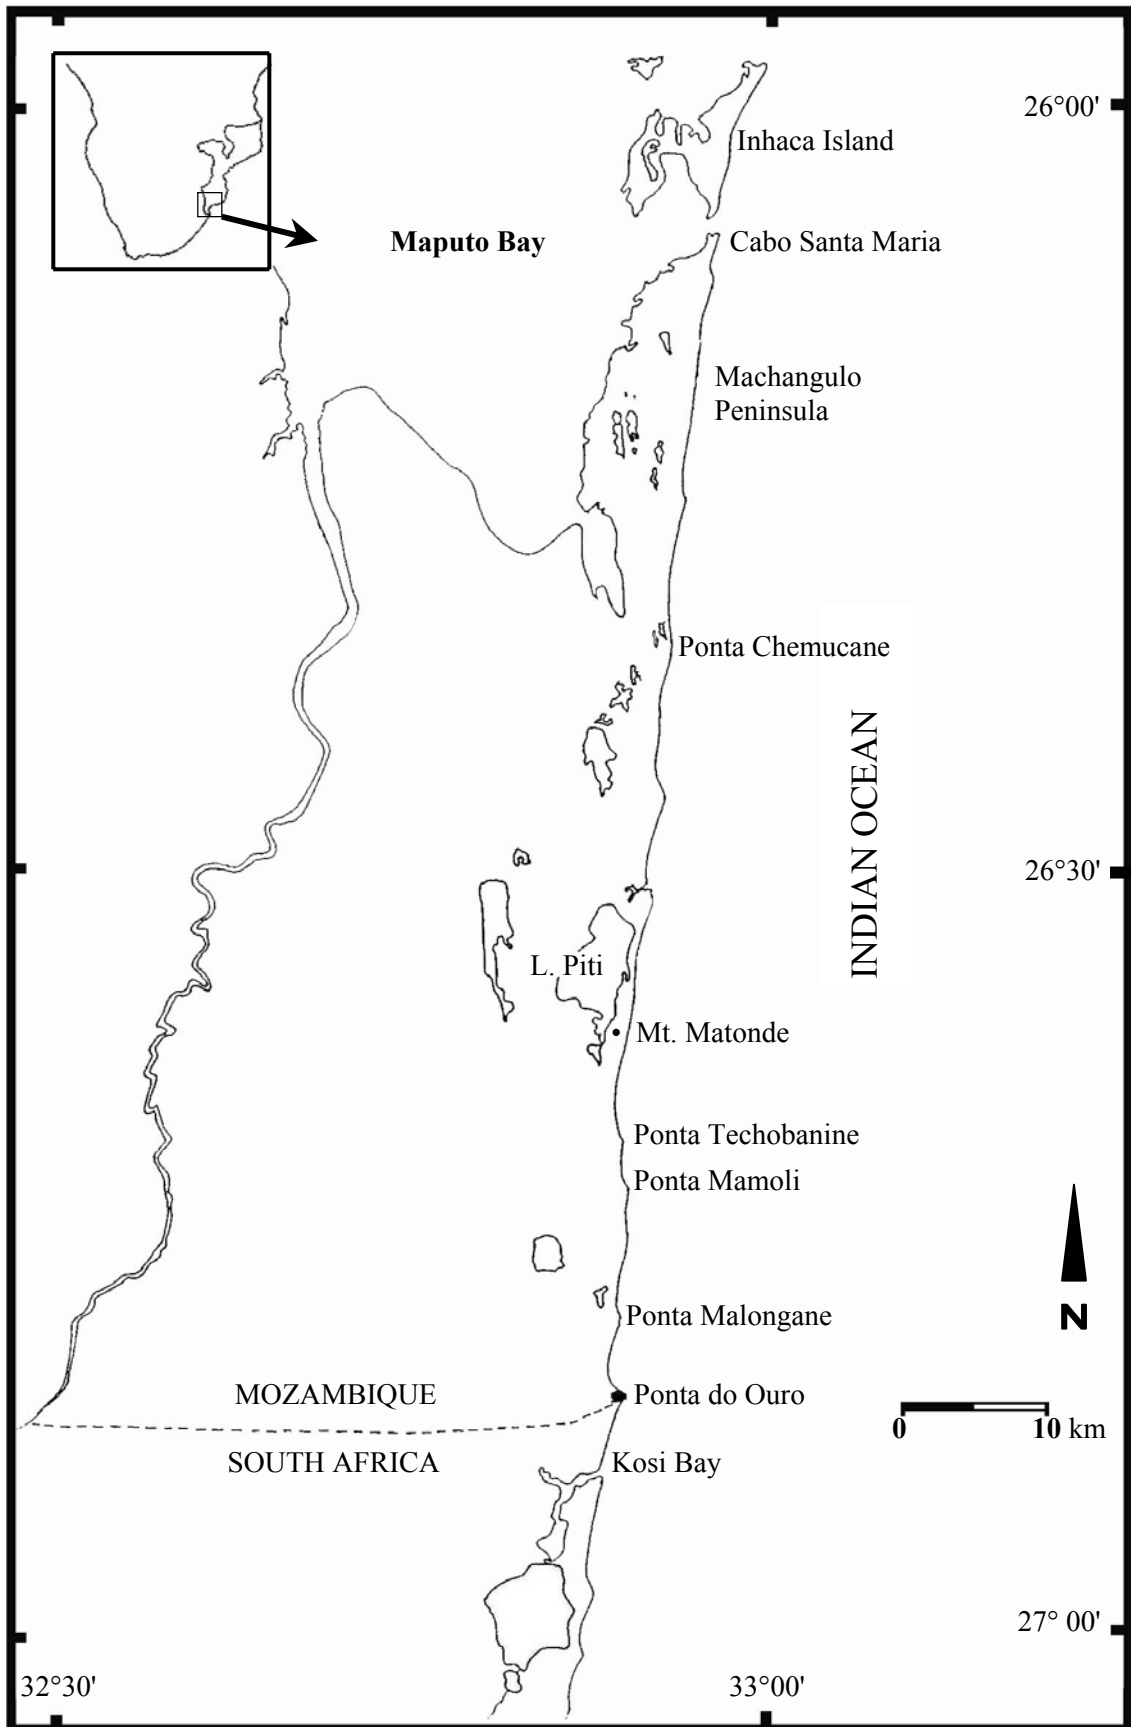 26°00'
Inhaca Island
Maputo Bay
Cabo Santa Maria
Machangulo
Peninsula
Ponta Chemucane
INDIAN OCEAN
26°30'
L. Piti
Mt. Matonde
Ponta Techobanine
Ponta Mamoli
Ponta Malongane
N
MOZAMBIQUE
Ponta do Ouro
0 10 km
SOUTH AFRICA
Kosi Bay
27° 00'
32°30'
33°00'